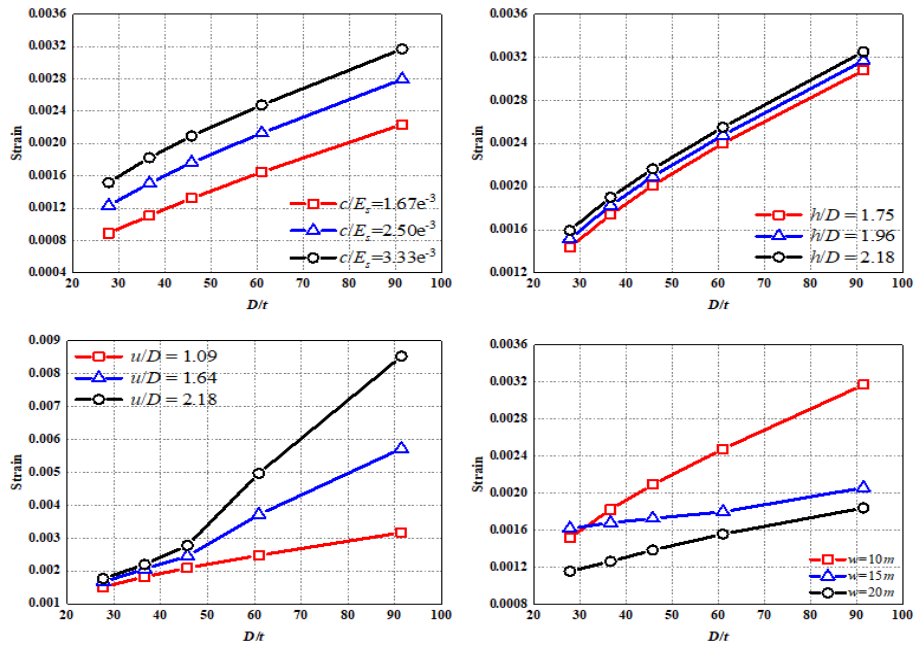 0.0036
0.0032
0.0028
0.0024
0.0020
0.0016
0.0012
0.0008
0.0004
Strain
c/Eₛ=1.67e⁻³
c/Eₛ=2.50e⁻³
c/Eₛ=3.33e⁻³
20 30 40 50 60 70 80 90 100
D/t
0.0036
0.0032
0.0028
0.0024
0.0020
0.0016
0.0012
Strain
h/D = 1.75
h/D = 1.96
h/D = 2.18
20 30 40 50 60 70 80 90 100
D/t
0.009
0.008
0.007
0.006
0.005
0.004
0.003
0.002
0.001
Strain
u/D = 1.09
u/D = 1.64
u/D = 2.18
20 30 40 50 60 70 80 90 100
D/t
0.0036
0.0032
0.0028
0.0024
0.0020
0.0016
0.0012
0.0008
Strain
w=10m
w=15m
w=20m
20 30 40 50 60 70 80 90 100
D/t